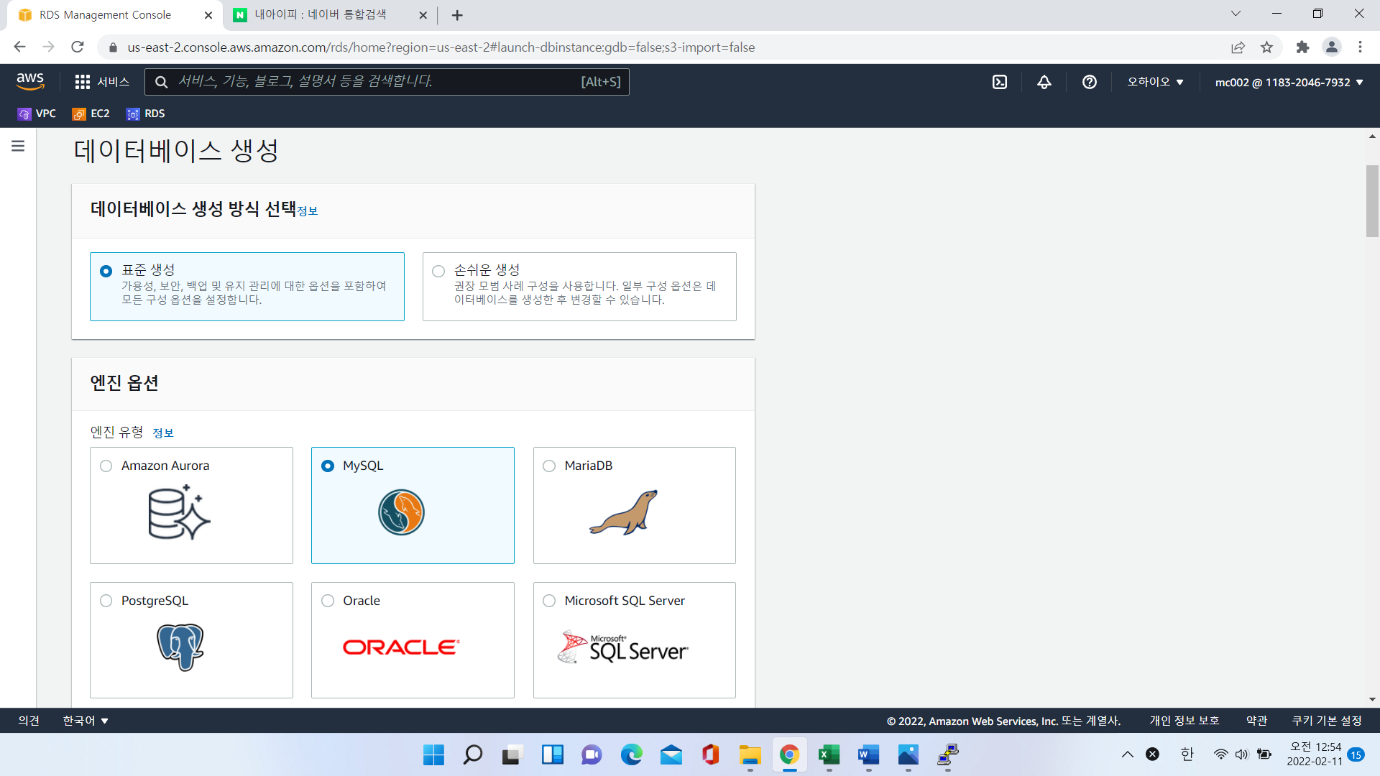 RDS Management Console
내아이피 : 네이버 통합검색
us-east-2.console.aws.amazon.com/rds/home?region=us-east-2#launch-dbinstance:gdb=false;s3-import=false
aws
서비스
서비스, 기능, 블로그, 설명서 등을 검색합니다.
[Alt+S]
오하이오 ▼
mc002 @ 1183-2046-7932 ▼
VPC
EC2
RDS
데이터베이스 생성
데이터베이스 생성 방식 선택정보
표준 생성
가용성, 보안, 백업 및 유지 관리에 대한 옵션을 포함하여
모든 구성 옵션을 설정합니다.
손쉬운 생성
권장 모범 사례 구성을 사용합니다. 일부 구성 옵션은 데
이터베이스를 생성한 후 변경할 수 있습니다.
엔진 옵션
엔진 유형 정보
Amazon Aurora
MySQL
MariaDB
PostgreSQL
Oracle
ORACLE
Microsoft SQL Server
Microsoft
SQL Server
의견
한국어 ▼
© 2022, Amazon Web Services, Inc. 또는 계열사.
개인 정보 보호
약관
쿠키 기본 설정
한
오전 12:54
2022-02-11
15